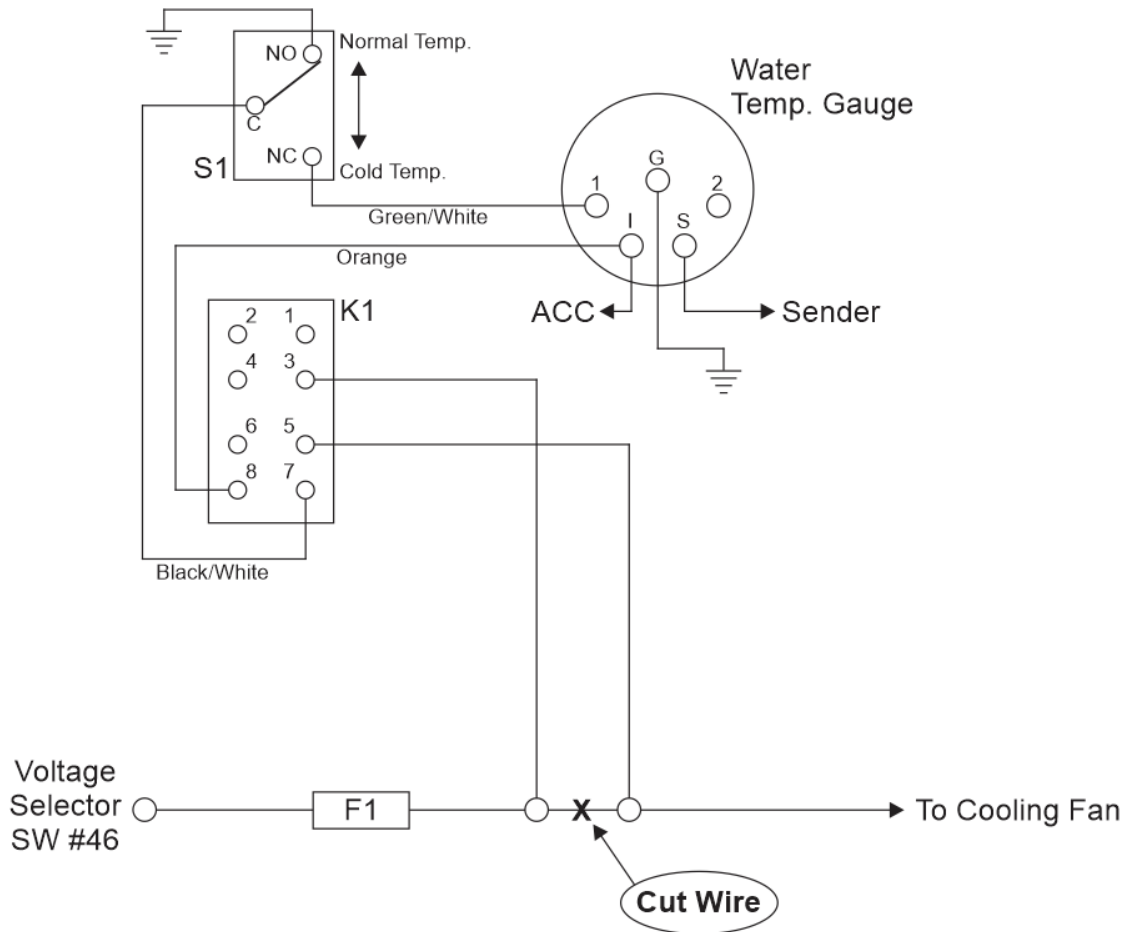 NO
Normal Temp.
C
NC
Cold Temp.
S1
Green/White
Water
Temp. Gauge
G
1
2
I
S
Orange
ACC
Sender
K1
2
1
4
3
6
5
8
7
Black/White
Voltage
Selector
SW #46
F1
X
To Cooling Fan
Cut Wire